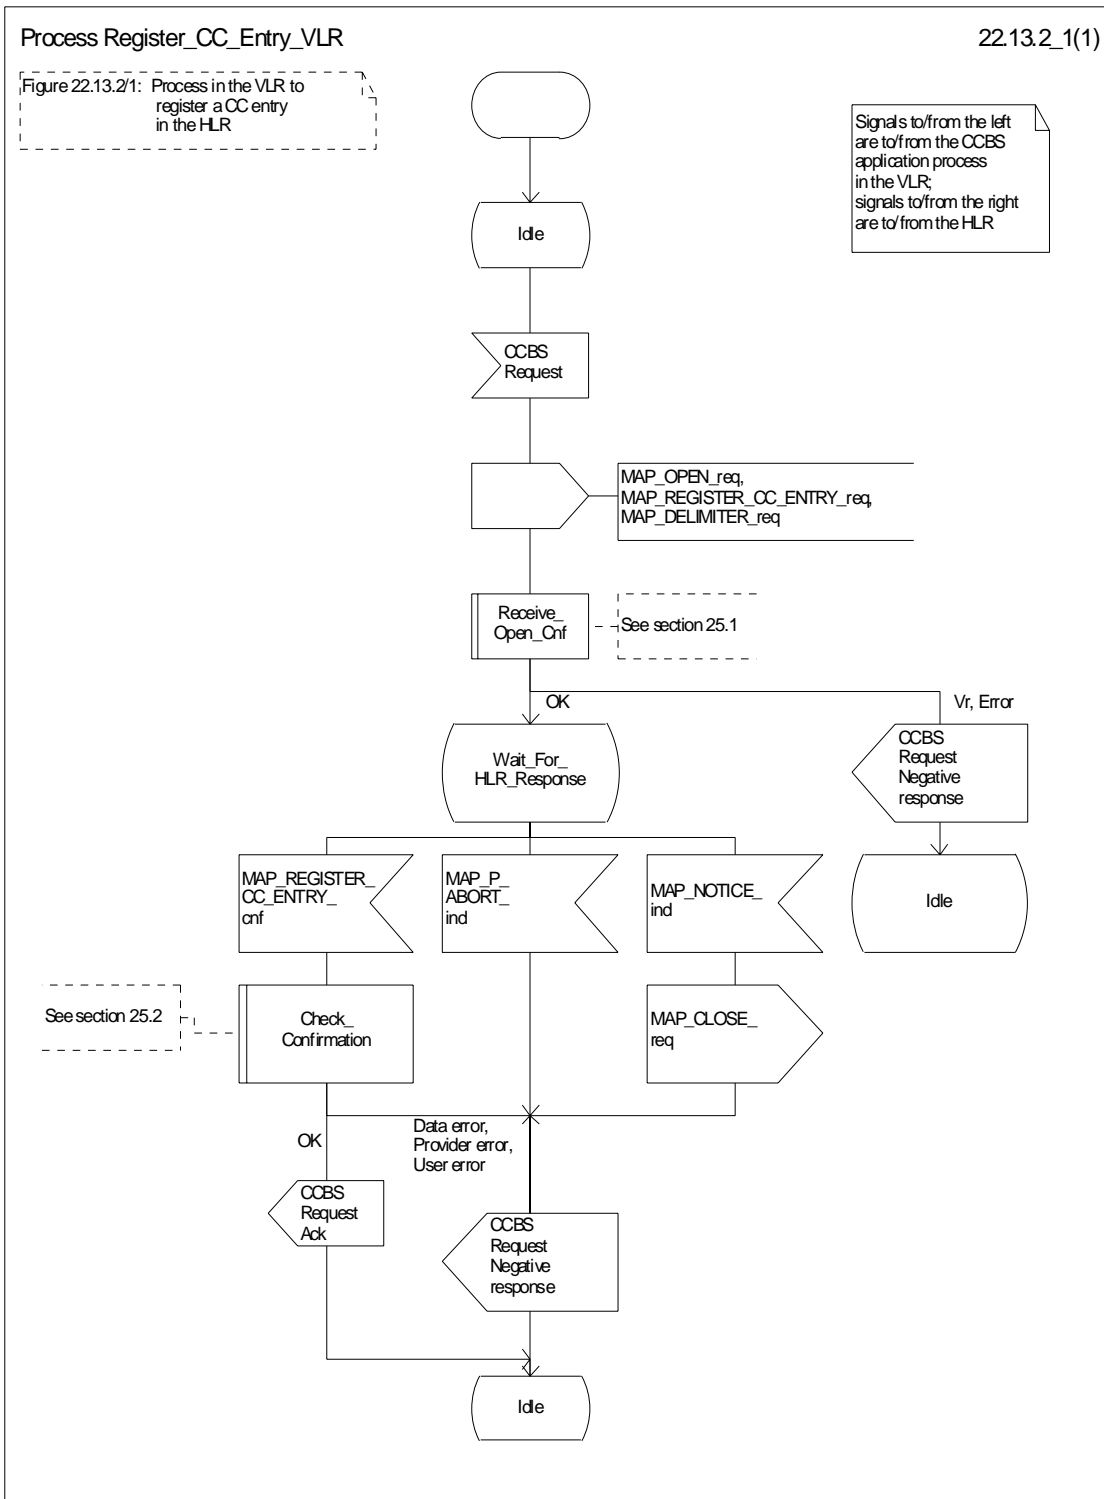 Process Register_CC_Entry_VLR
22.13.2_1(1)
Figure 22.13.2/1: Process in the VLR to
register a CC entry
in the HLR
Signals to/from the left
are to/from the CCBS
application process
in the VLR;
signals to/from the right
are to/from the HLR
Idle
CCBS
Request
MAP_OPEN_req,
MAP_REGISTER_CC_ENTRY_req,
MAP_DELIMITER_req
Receive_
Open_Cnf
See section 25.1
OK
Vr, Error
Wait_For_
HLR_Response
CCBS
Request
Negative
response
MAP_REGISTER_
CC_ENTRY_
cnf
MAP_P_
ABORT_
ind
MAP_NOTICE_
ind
Idle
See section 25.2
Check_
Confirmation
MAP_CLOSE_
req
OK
Data error,
Provider error,
User error
CCBS
Request
Ack
CCBS
Request
Negative
response
Idle